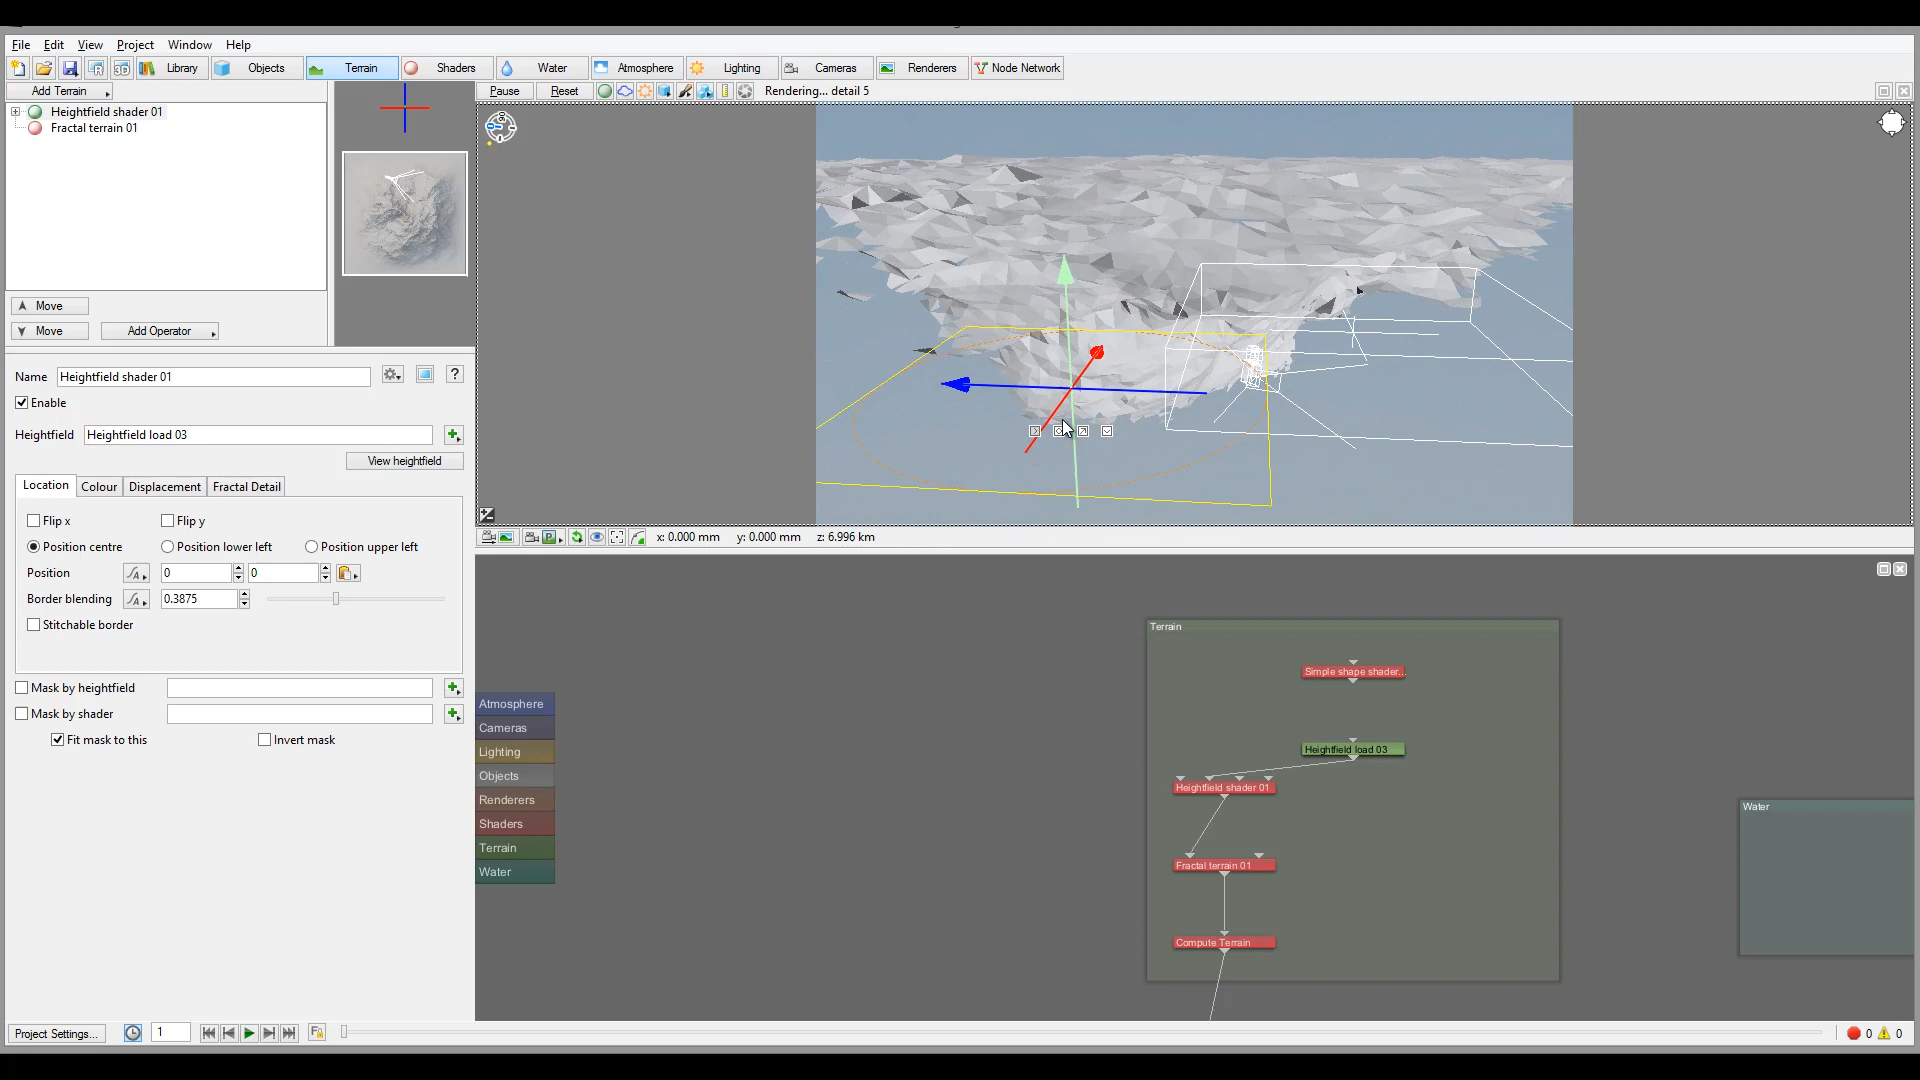 File Edit View Project Window Help
Library Objects Terrain Shaders Water Atmosphere Lighting Cameras Renderers Node Network
Add Terrain
Pause Reset Rendering... detail 5
Heightfield shader 01
Fractal terrain 01
Move
Move Add Operator
Name Heightfield shader 01
Enable
Heightfield Heightfield load 03
View heightfield
Location Colour Displacement Fractal Detail
Flip x Flip y
Position centre Position lower left Position upper left
Position 0 0
Border blending 0.3875
Stitchable border
Mask by heightfield
Mask by shader
Fit mask to this Invert mask
x: 0.000 mm y: 0.000 mm z: 6.996 km
Terrain
Simple shape shader...
Heightfield load 03
Heightfield shader 01
Fractal terrain 01
Compute Terrain
Water
Atmosphere
Cameras
Lighting
Objects
Renderers
Shaders
Terrain
Water
Project Settings... 1 0 0